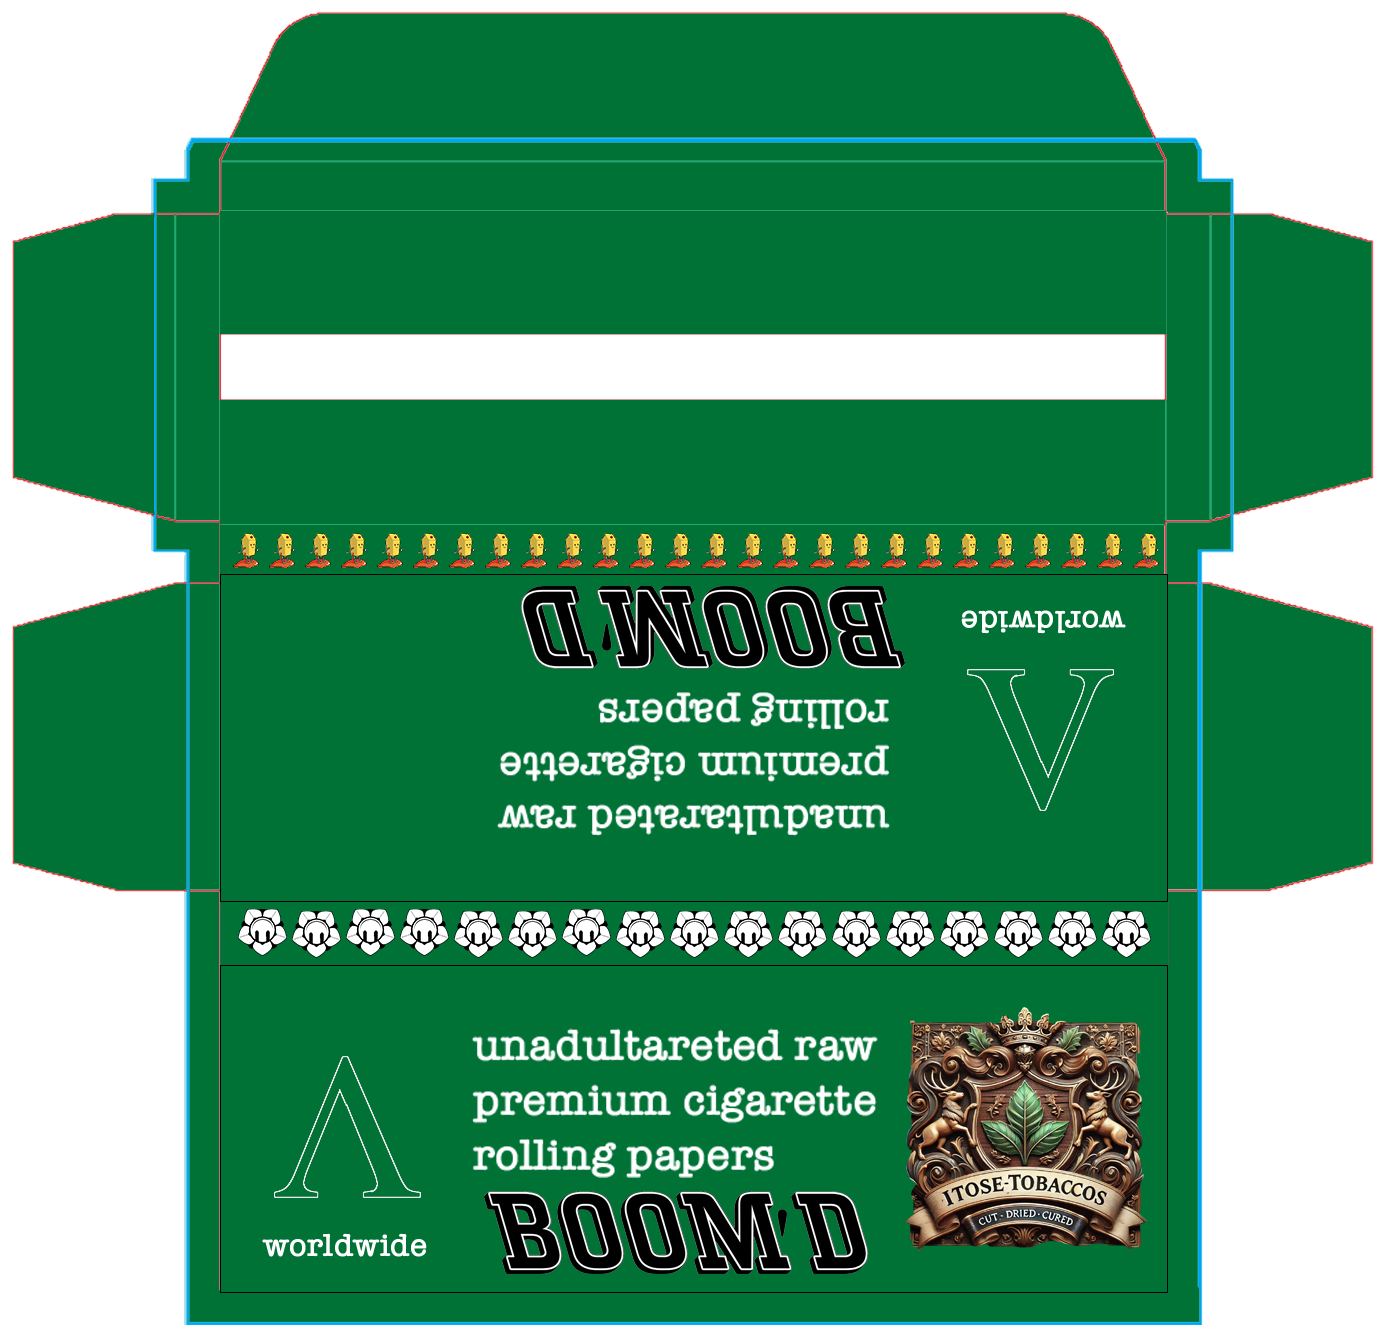 Λ
worldwide
unadultarated raw
premium cigarette
rolling papers
BOOM'D
unadultareted raw
premium cigarette
rolling papers
BOOM'D
Λ
worldwide
ITOSE-TOBACCOS
CUT - DRIED · CURED